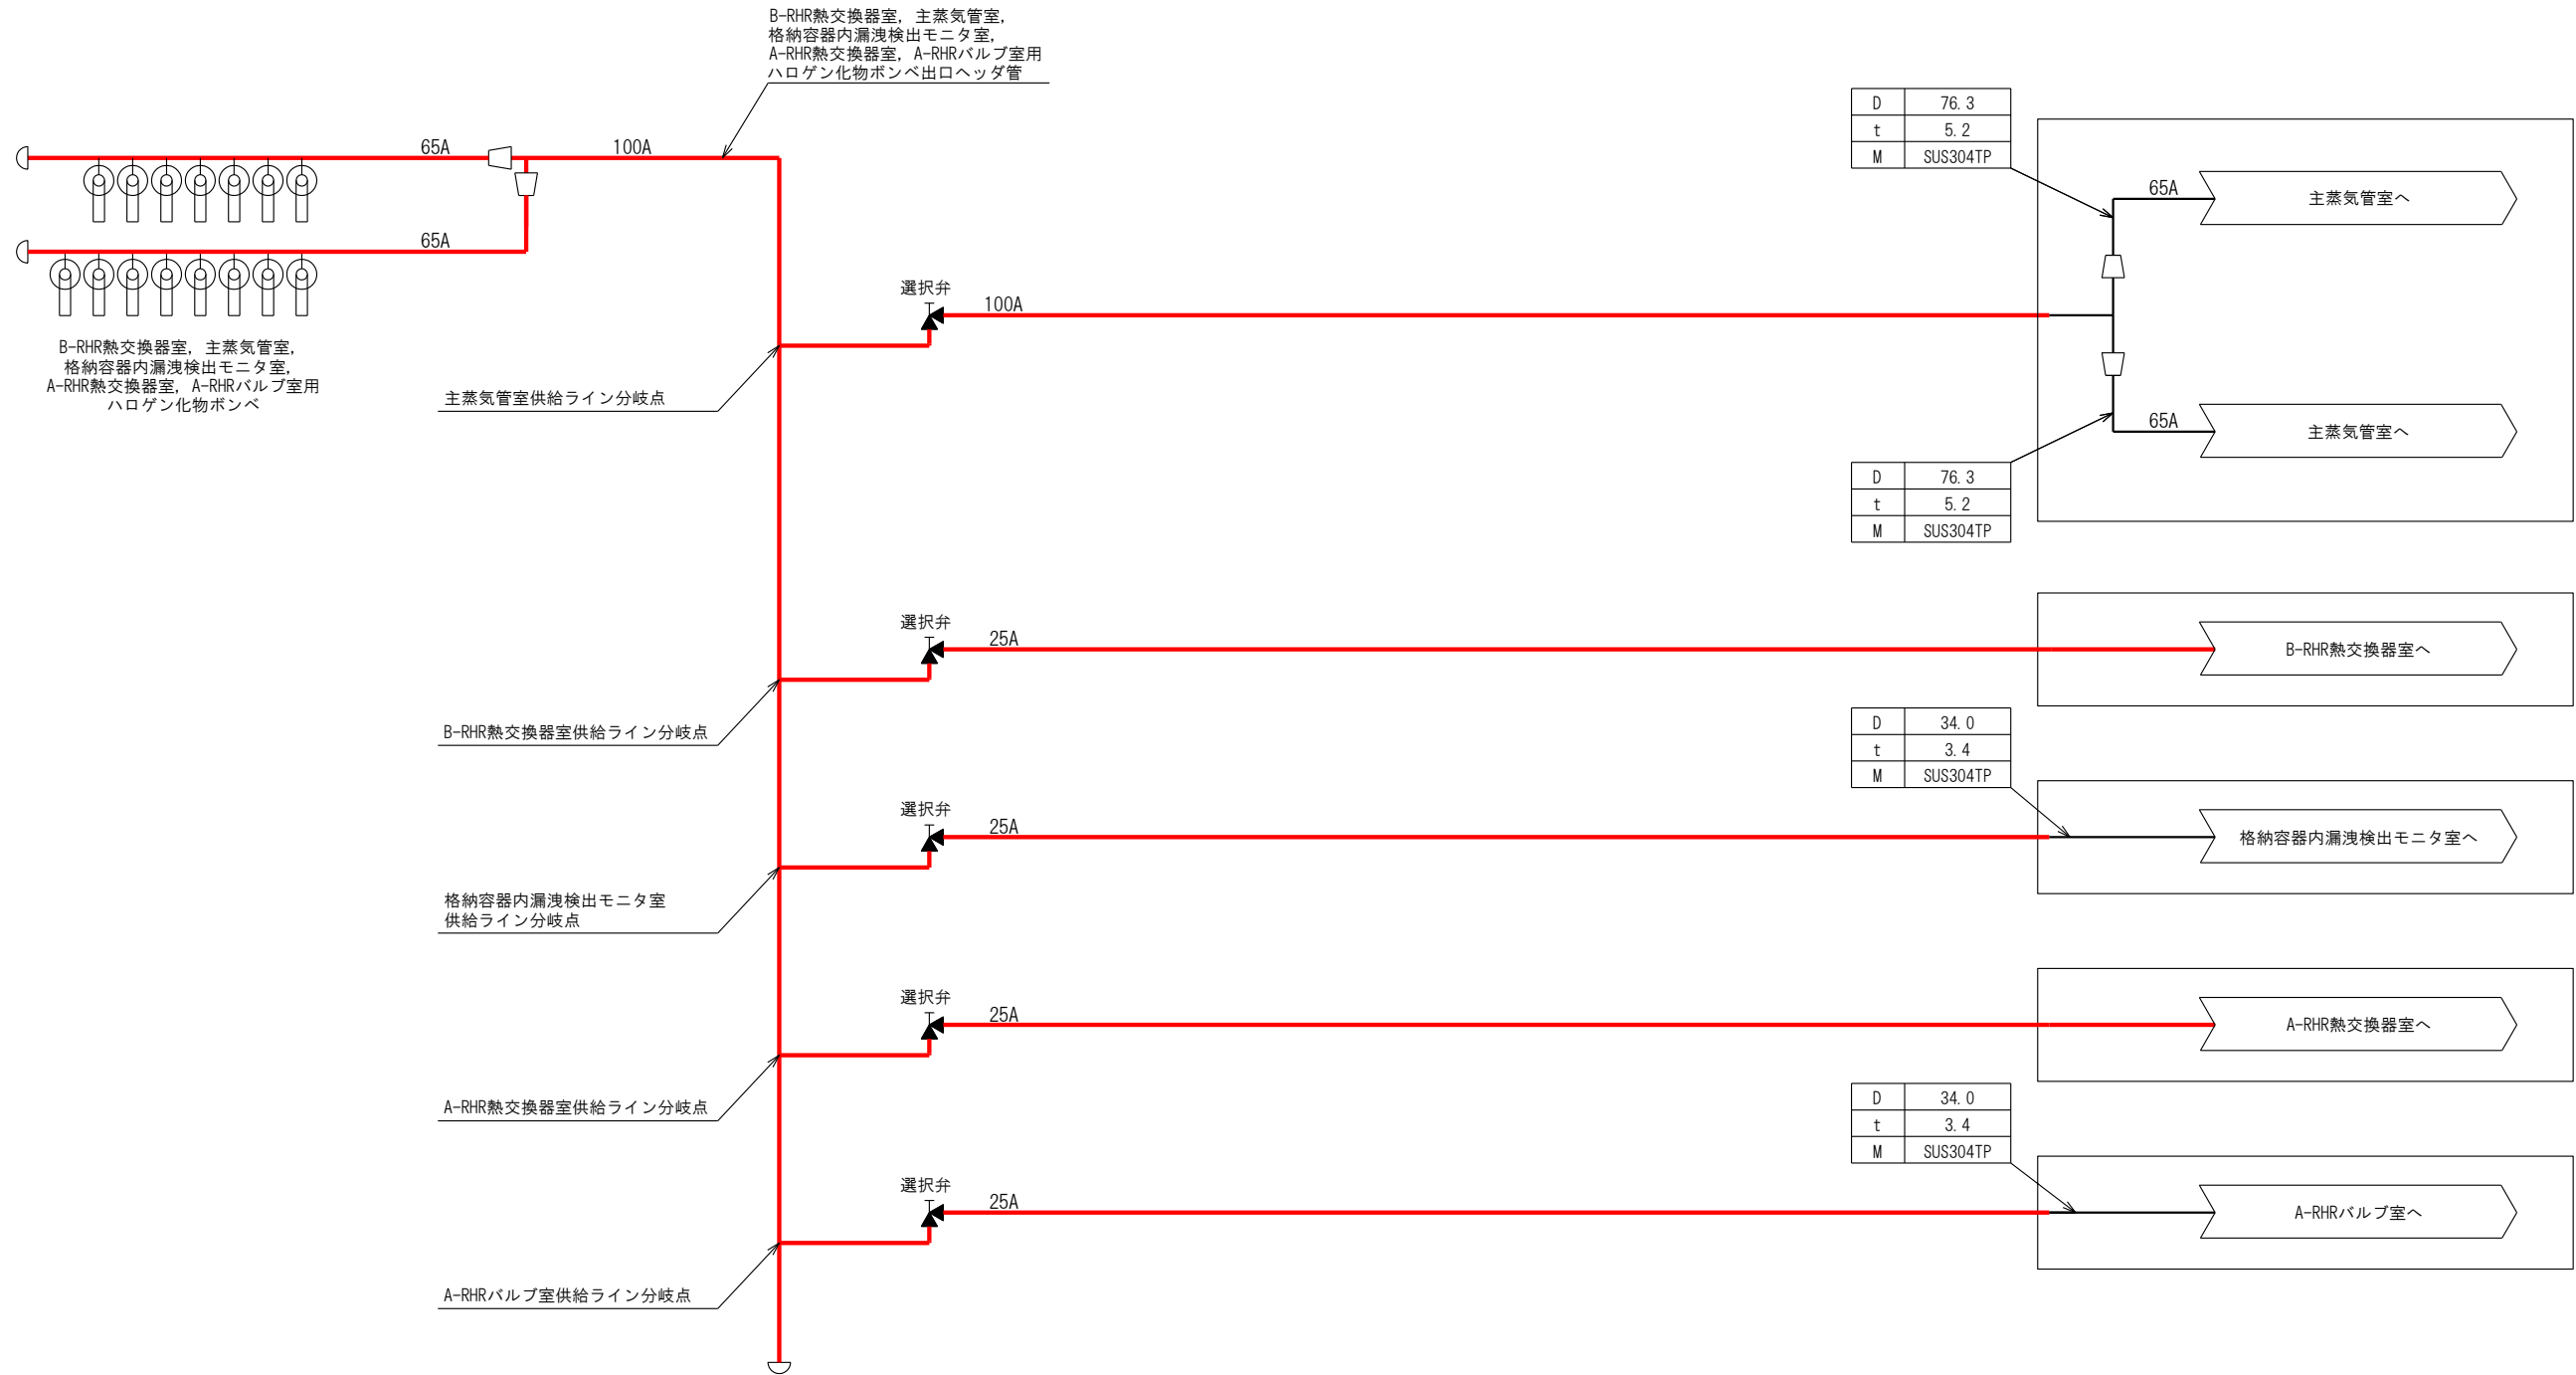 B-RHR熱交換器室, 主蒸気管室,
格納容器内漏洩検出モニタ室,
A-RHR熱交換器室, A-RHRバルブ室用
ハロゲン化物ボンベ出口ヘッダ管
65A
100A
65A
B-RHR熱交換器室, 主蒸気管室,
格納容器内漏洩検出モニタ室,
A-RHR熱交換器室, A-RHRバルブ室用
ハロゲン化物ボンベ
D 76.3
t 5.2
M SUS304TP
65A
主蒸気管室へ
選択弁
100A
主蒸気管室供給ライン分岐点
65A
主蒸気管室へ
D 76.3
t 5.2
M SUS304TP
選択弁
25A
B-RHR熱交換器室へ
B-RHR熱交換器室供給ライン分岐点
D 34.0
t 3.4
M SUS304TP
選択弁
25A
格納容器内漏洩検出モニタ室へ
格納容器内漏洩検出モニタ室
供給ライン分岐点
選択弁
25A
A-RHR熱交換器室へ
A-RHR熱交換器室供給ライン分岐点
D 34.0
t 3.4
M SUS304TP
選択弁
25A
A-RHRバルブ室へ
A-RHRバルブ室供給ライン分岐点